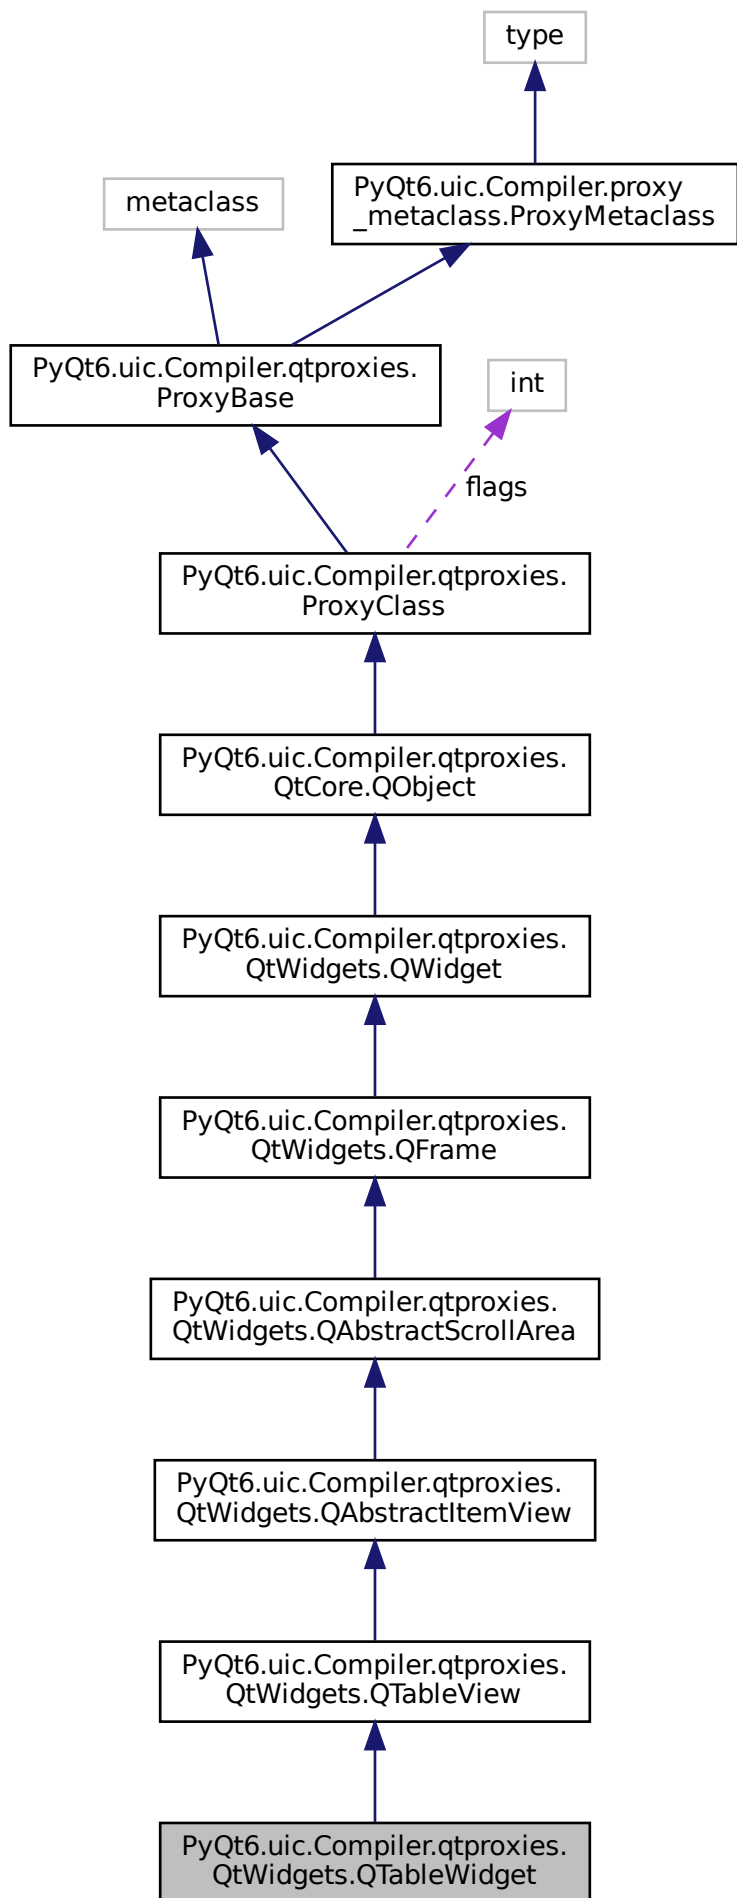 type
PyQt6.uic.Compiler.proxy
_metaclass.ProxyMetaclass
metaclass
PyQt6.uic.Compiler.qtproxies.
ProxyBase
int
flags
PyQt6.uic.Compiler.qtproxies.
ProxyClass
PyQt6.uic.Compiler.qtproxies.
QtCore.QObject
PyQt6.uic.Compiler.qtproxies.
QtWidgets.QWidget
PyQt6.uic.Compiler.qtproxies.
QtWidgets.QFrame
PyQt6.uic.Compiler.qtproxies.
QtWidgets.QAbstractScrollArea
PyQt6.uic.Compiler.qtproxies.
QtWidgets.QAbstractItemView
PyQt6.uic.Compiler.qtproxies.
QtWidgets.QTableView
PyQt6.uic.Compiler.qtproxies.
QtWidgets.QTableWidget